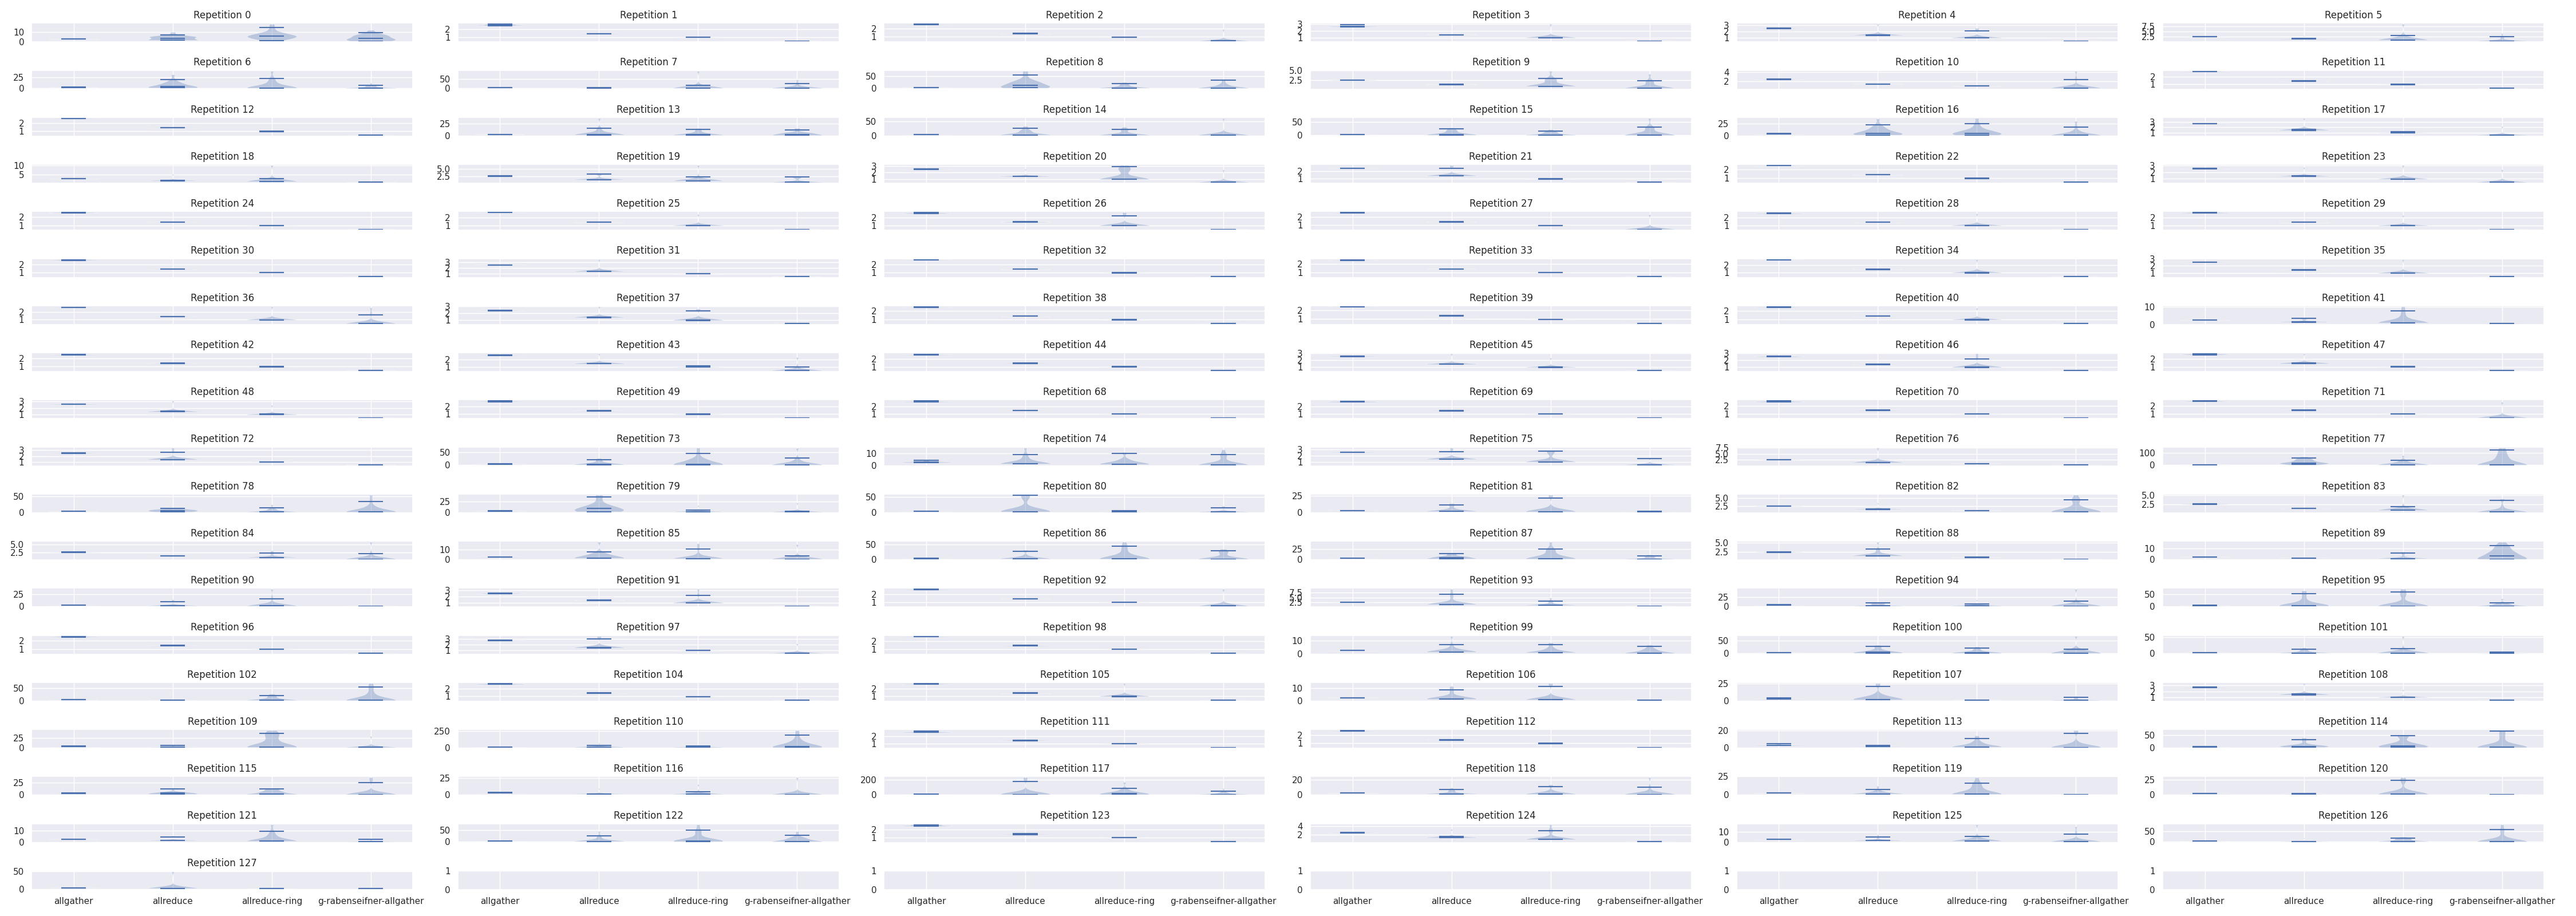 Repetition 0 Repetition 1 Repetition 2 Repetition 3 Repetition 4 Repetition 5
10 0 2 1 2 1 3 2 1 3 2 1 7.5 5.0 2.5
Repetition 6 Repetition 7 Repetition 8 Repetition 9 Repetition 10 Repetition 11
25 0 50 0 50 0 5.0 2.5 4 2 2 1
Repetition 12 Repetition 13 Repetition 14 Repetition 15 Repetition 16 Repetition 17
2 1 25 0 50 0 50 0 25 0 3 2 1
Repetition 18 Repetition 19 Repetition 20 Repetition 21 Repetition 22 Repetition 23
10 5 5.0 2.5 3 2 1 2 1 2 1 3 2 1
Repetition 24 Repetition 25 Repetition 26 Repetition 27 Repetition 28 Repetition 29
2 1 2 1 2 1 2 1 2 1 2 1
Repetition 30 Repetition 31 Repetition 32 Repetition 33 Repetition 34 Repetition 35
2 1 3 2 1 2 1 2 1 2 1 3 2 1
Repetition 36 Repetition 37 Repetition 38 Repetition 39 Repetition 40 Repetition 41
2 1 3 2 1 2 1 2 1 2 1 10 0
Repetition 42 Repetition 43 Repetition 44 Repetition 45 Repetition 46 Repetition 47
2 1 2 1 2 1 3 2 1 3 2 1 2 1
Repetition 48 Repetition 49 Repetition 68 Repetition 69 Repetition 70 Repetition 71
3 2 1 2 1 2 1 2 1 2 1 2 1
Repetition 72 Repetition 73 Repetition 74 Repetition 75 Repetition 76 Repetition 77
3 2 1 50 0 10 0 3 2 1 7.5 5.0 2.5 100 0
Repetition 78 Repetition 79 Repetition 80 Repetition 81 Repetition 82 Repetition 83
50 0 25 0 50 0 25 0 5.0 2.5 5.0 2.5
Repetition 84 Repetition 85 Repetition 86 Repetition 87 Repetition 88 Repetition 89
5.0 2.5 10 0 50 0 25 0 5.0 2.5 10 0
Repetition 90 Repetition 91 Repetition 92 Repetition 93 Repetition 94 Repetition 95
25 0 3 2 1 2 1 7.5 5.0 2.5 25 0 50 0
Repetition 96 Repetition 97 Repetition 98 Repetition 99 Repetition 100 Repetition 101
2 1 3 2 1 2 1 10 0 50 0 50 0
Repetition 102 Repetition 104 Repetition 105 Repetition 106 Repetition 107 Repetition 108
50 0 2 1 2 1 10 0 25 0 3 2 1
Repetition 109 Repetition 110 Repetition 111 Repetition 112 Repetition 113 Repetition 114
25 0 250 0 2 1 2 1 20 0 50 0
Repetition 115 Repetition 116 Repetition 117 Repetition 118 Repetition 119 Repetition 120
25 0 25 0 200 0 20 0 25 0 25 0
Repetition 121 Repetition 122 Repetition 123 Repetition 124 Repetition 125 Repetition 126
10 0 50 0 2 1 4 2 10 0 50 0
Repetition 127
50 0 1 0 1 0 1 0 1 0 1 0
allgather allreduce allreduce-ring g-rabenseifner-allgather allgather allreduce allreduce-ring g-rabenseifner-allgather allgather allreduce allreduce-ring g-rabenseifner-allgather allgather allreduce allreduce-ring g-rabenseifner-allgather allgather allreduce allreduce-ring g-rabenseifner-allgather allgather allreduce allreduce-ring g-rabenseifner-allgather